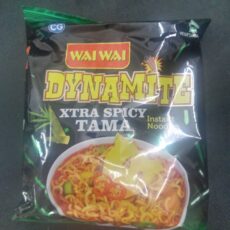 CG
WAI WAI
DYNAMITE
XTRA SPICY
TAMA
Instant
Noodles